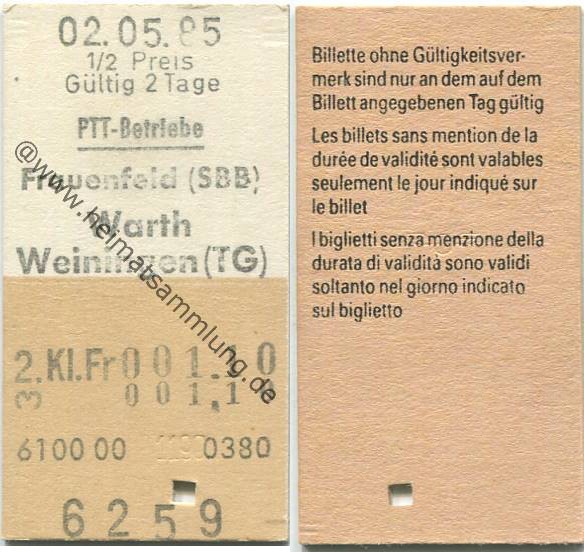 02.05.85
1/2 Preis
Gültig 2 Tage
PTT-Betriebe
Frauenfeld (SBB)
Warth
Weiningen (TG)
2. Kl. Fr 001.10
3 001.10
6100 00 0380
6259
@www.heimatsammlung.de
Billette ohne Gültigkeitsver-
merk sind nur an dem auf dem
Billett angegebenen Tag gültig
Les billets sans mention de la
durée de validité sont valables
seulement le jour indiqué sur
le billet
I biglietti senza menzione della
durata di validità sono validi
soltanto nel giorno indicato
sul biglietto